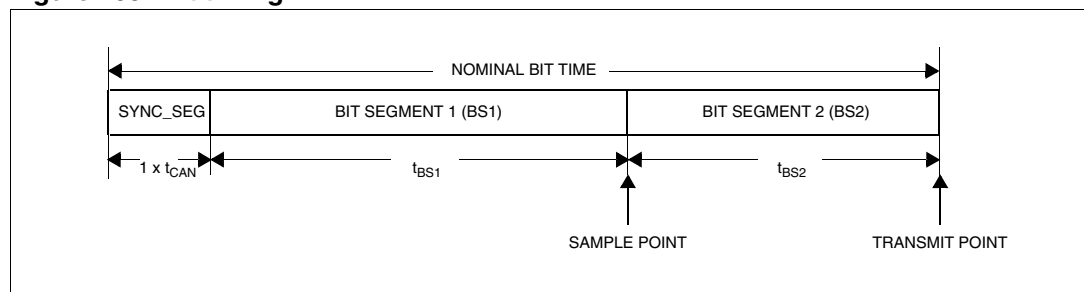 NOMINAL BIT TIME
SYNC_SEG BIT SEGMENT 1 (BS1) BIT SEGMENT 2 (BS2)
1 x tCAN tBS1 tBS2
SAMPLE POINT TRANSMIT POINT